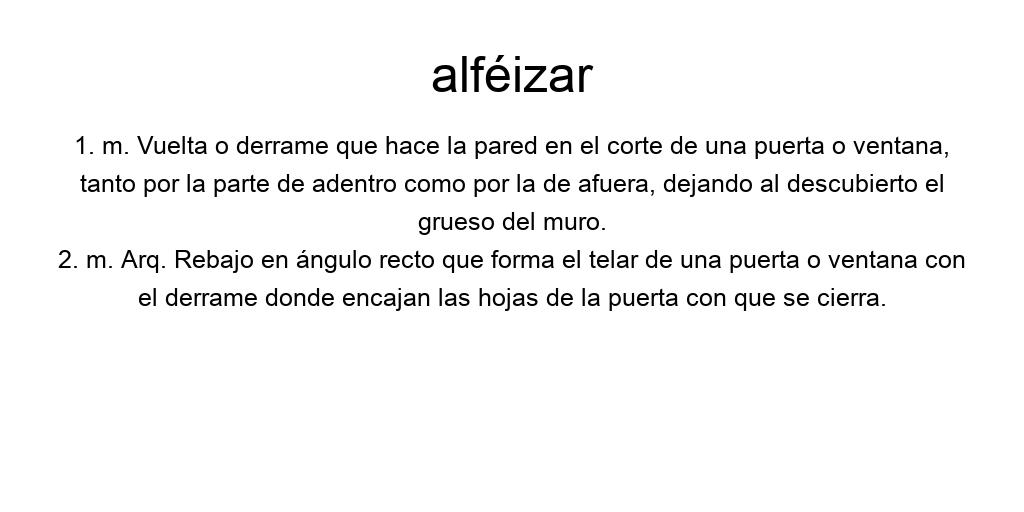 alféizar
1. m. Vuelta o derrame que hace la pared en el corte de una puerta o ventana,
tanto por la parte de adentro como por la de afuera, dejando al descubierto el
grueso del muro.
2. m. Arq. Rebajo en ángulo recto que forma el telar de una puerta o ventana con
el derrame donde encajan las hojas de la puerta con que se cierra.